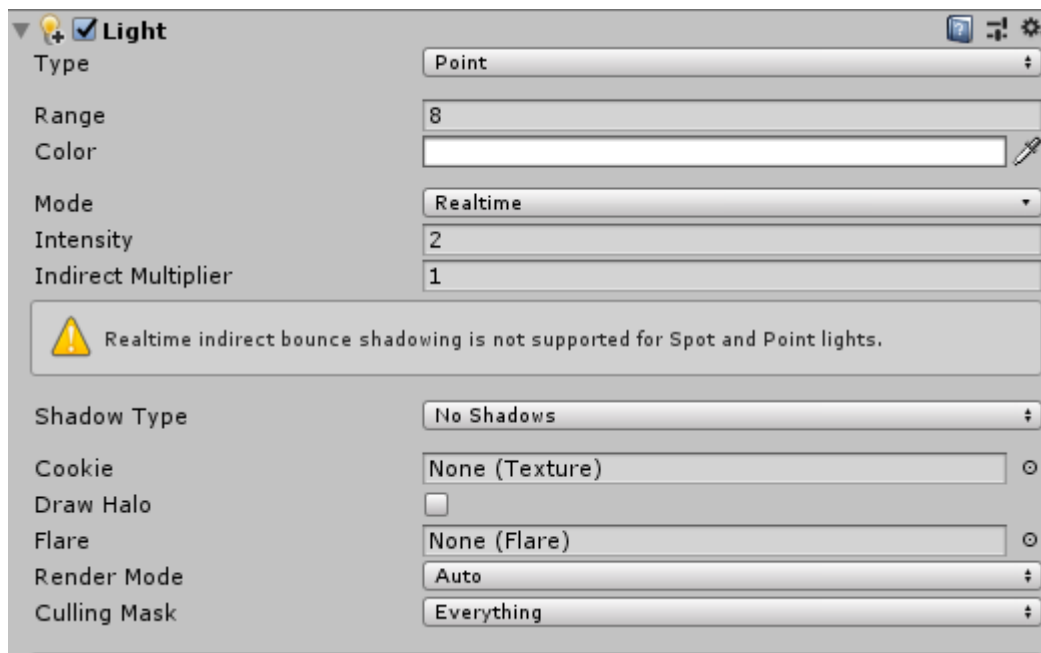 Light
Type Point
Range 8
Color
Mode Realtime
Intensity 2
Indirect Multiplier 1
Realtime indirect bounce shadowing is not supported for Spot and Point lights.
Shadow Type No Shadows
Cookie None (Texture)
Draw Halo
Flare None (Flare)
Render Mode Auto
Culling Mask Everything